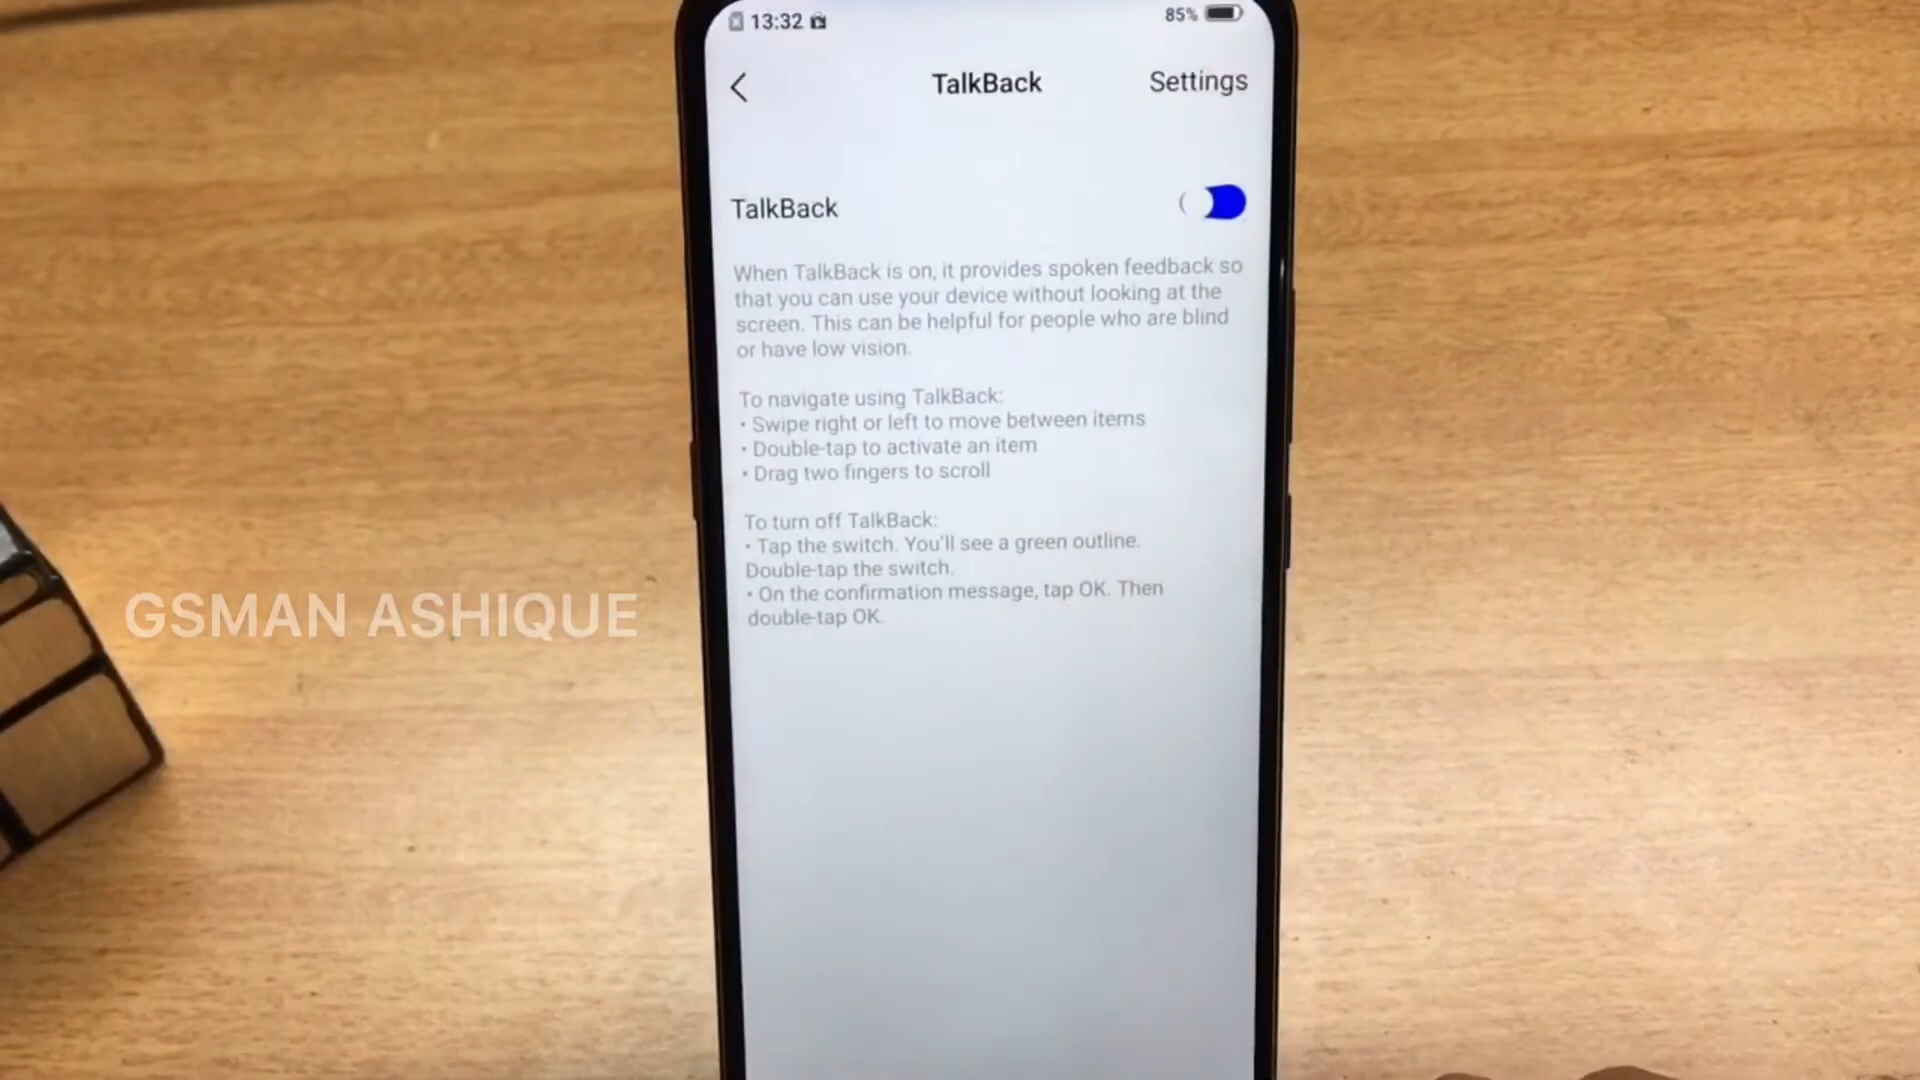 13:32
85%
TalkBack
Settings
TalkBack
When TalkBack is on, it provides spoken feedback so
that you can use your device without looking at the
screen. This can be helpful for people who are blind
or have low vision.
To navigate using TalkBack:
• Swipe right or left to move between items
• Double-tap to activate an item
• Drag two fingers to scroll
To turn off TalkBack:
• Tap the switch. You'll see a green outline.
Double-tap the switch.
• On the confirmation message, tap OK. Then
double-tap OK.
GSMAN ASHIQUE